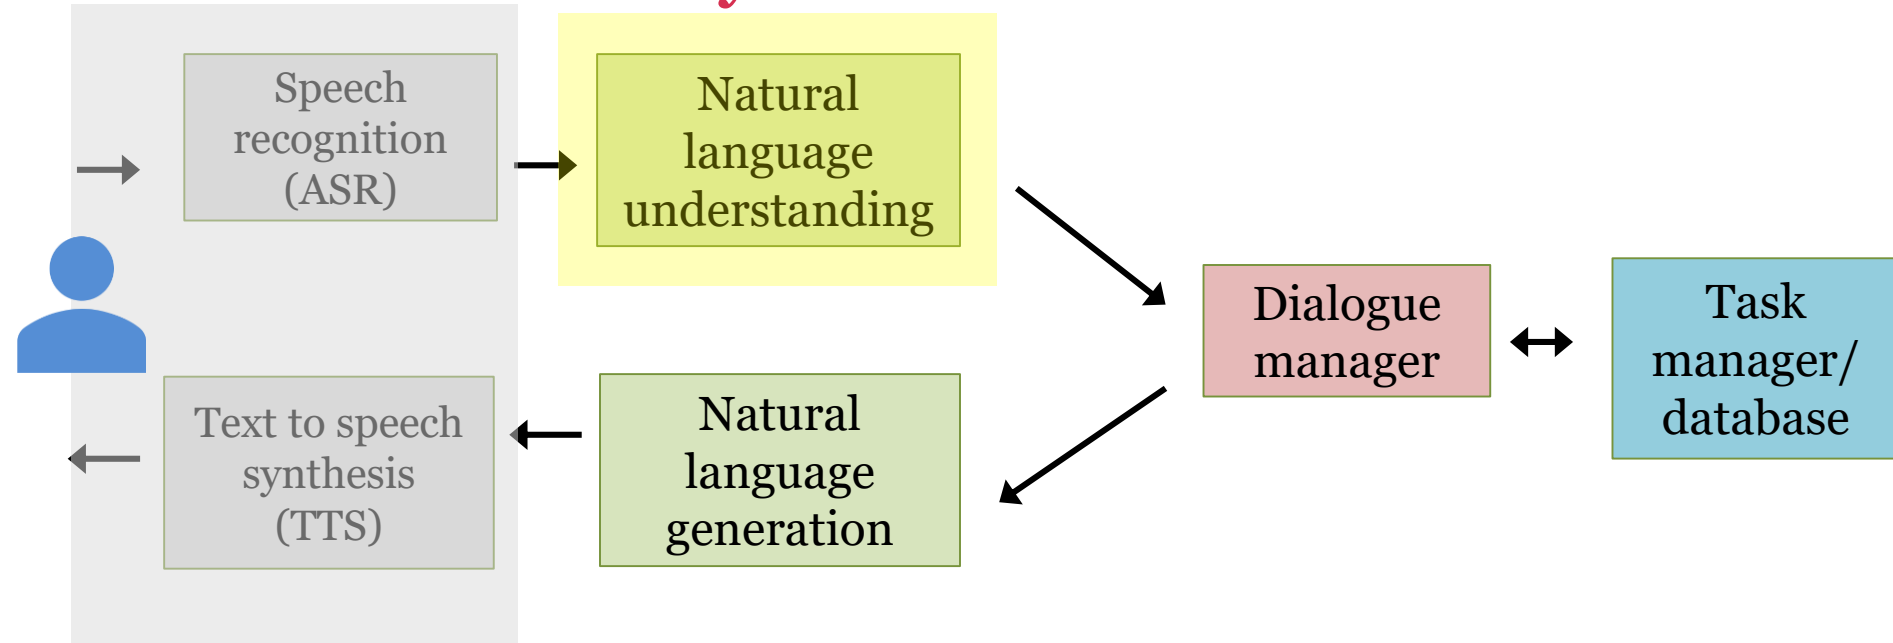 Speech
recognition
(ASR)
Natural
language
understanding
Dialogue
manager
Task
manager/
database
Text to speech
synthesis
(TTS)
Natural
language
generation